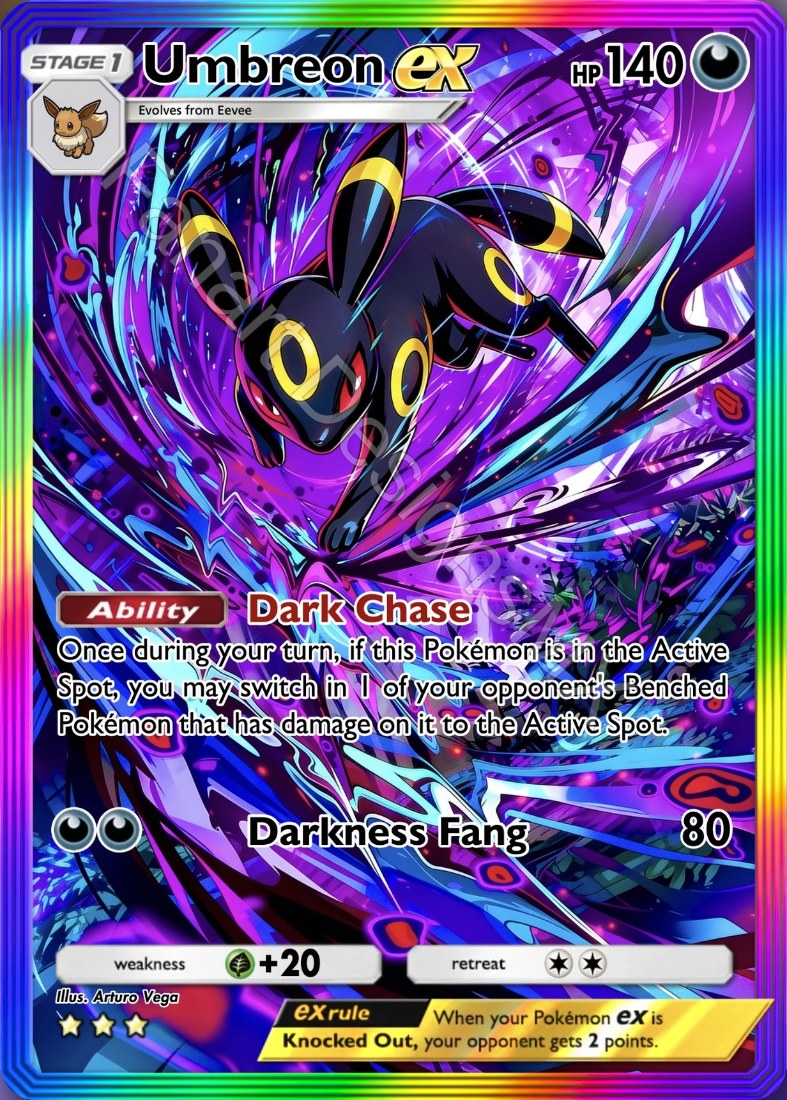 STAGE 1 Umbreon ex HP 140
Evolves from Eevee
Ability Dark Chase
Once during your turn, if this Pokémon is in the Active
Spot, you may switch in 1 of your opponent's Benched
Pokémon that has damage on it to the Active Spot.
Darkness Fang 80
weakness +20 retreat
Illus. Arturo Vega
ex rule When your Pokémon ex is
Knocked Out, your opponent gets 2 points.